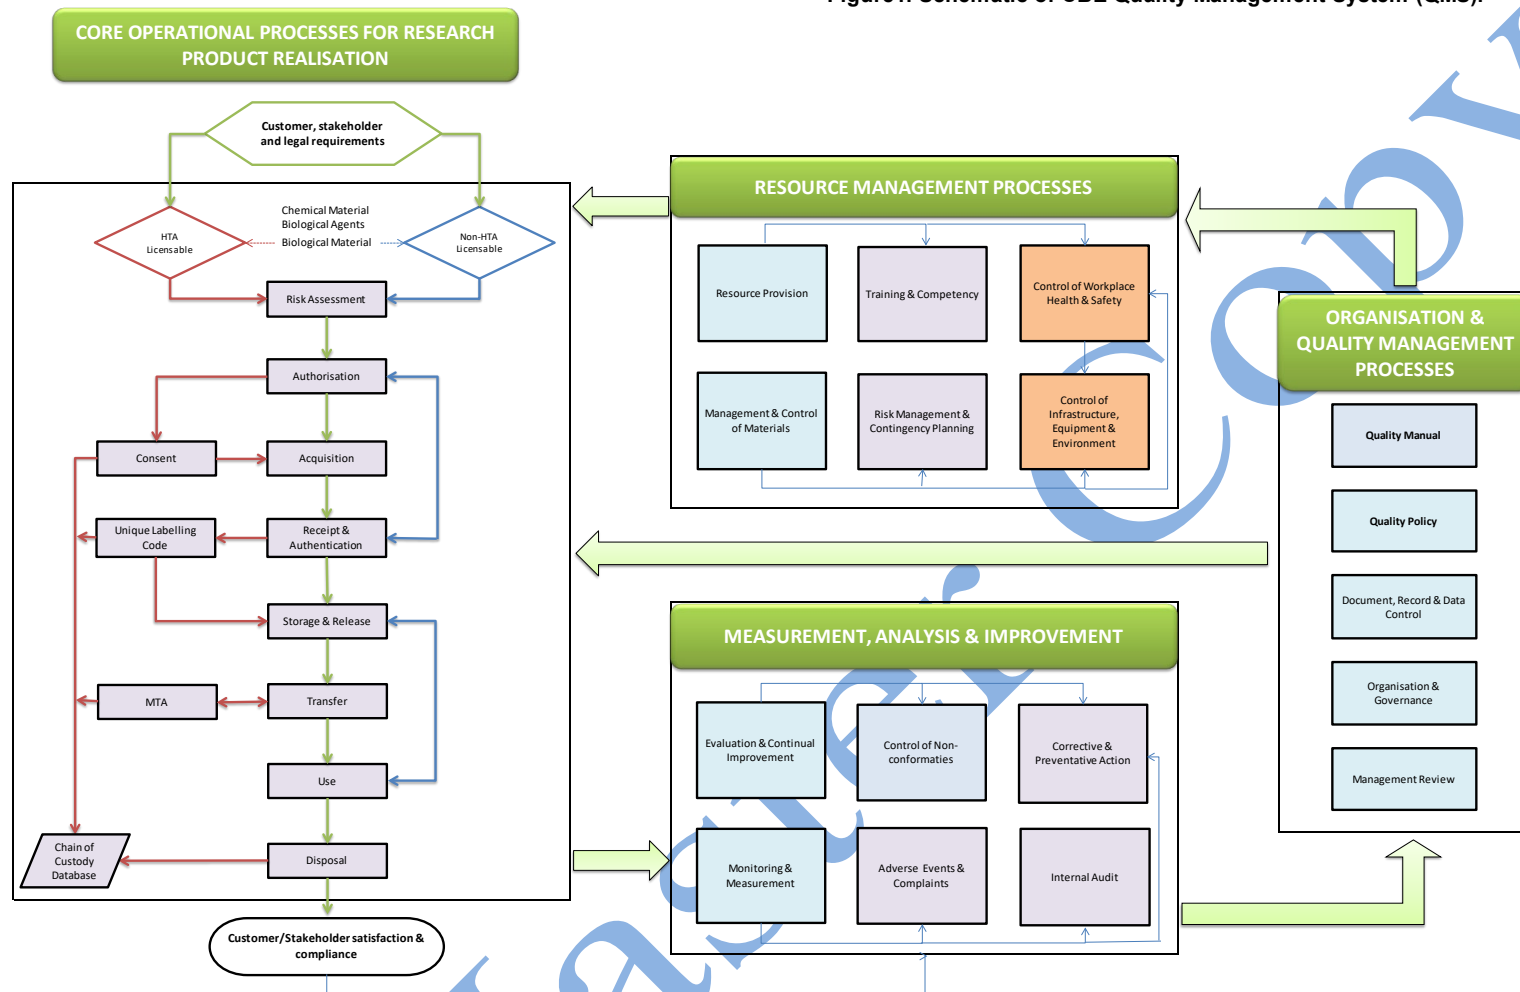 Figure1: Schematic of CBE Quality Management System (QMS).
CORE OPERATIONAL PROCESSES FOR RESEARCH
PRODUCT REALISATION
Customer, stakeholder
and legal requirements
Chemical Material
Biological Agents
Biological Material
HTA
Licensable
Non-HTA
Licensable
Risk Assessment
Authorisation
Consent
Acquisition
Unique Labelling
Code
Receipt &
Authentication
Storage & Release
MTA
Transfer
Use
Chain of
Custody
Database
Disposal
Customer/Stakeholder satisfaction &
compliance
RESOURCE MANAGEMENT PROCESSES
Resource Provision
Training & Competency
Control of Workplace
Health & Safety
Management & Control
of Materials
Risk Management &
Contingency Planning
Control of
Infrastructure,
Equipment &
Environment
MEASUREMENT, ANALYSIS & IMPROVEMENT
Evaluation & Continual
Improvement
Control of Non-
conformaties
Corrective &
Preventative Action
Monitoring &
Measurement
Adverse Events &
Complaints
Internal Audit
ORGANISATION &
QUALITY MANAGEMENT
PROCESSES
Quality Manual
Quality Policy
Document, Record & Data
Control
Organisation &
Governance
Management Review
Master Copy V